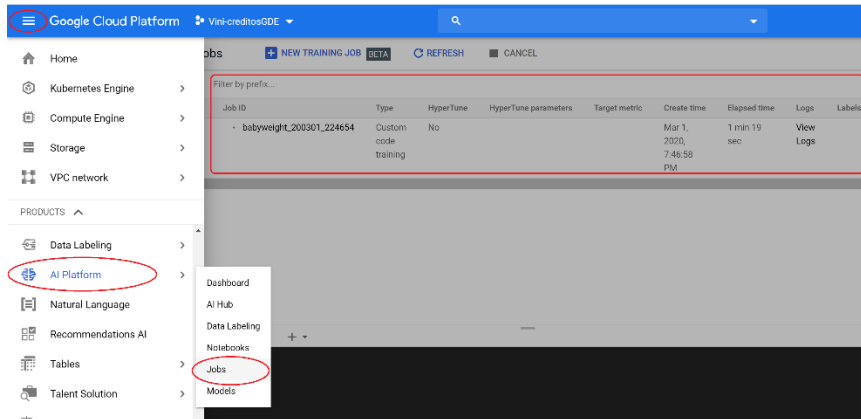 Google Cloud Platform
Vini-creditosGDE
Home
Kubernetes Engine
Compute Engine
Storage
VPC network
PRODUCTS
Data Labeling
AI Platform
Natural Language
Recommendations AI
Tables
Talent Solution
Dashboard
AI Hub
Data Labeling
Notebooks
Jobs
Models
obs
NEW TRAINING JOB BETA
REFRESH
CANCEL
Filter by prefix...
Job ID Type HyperTune HyperTune parameters Target metric Create time Elapsed time Logs Labels
babyweight_200301_224654 Custom No Mar 1, 1 min 19 View
code 2020, sec Logs
training 7:46:58
PM